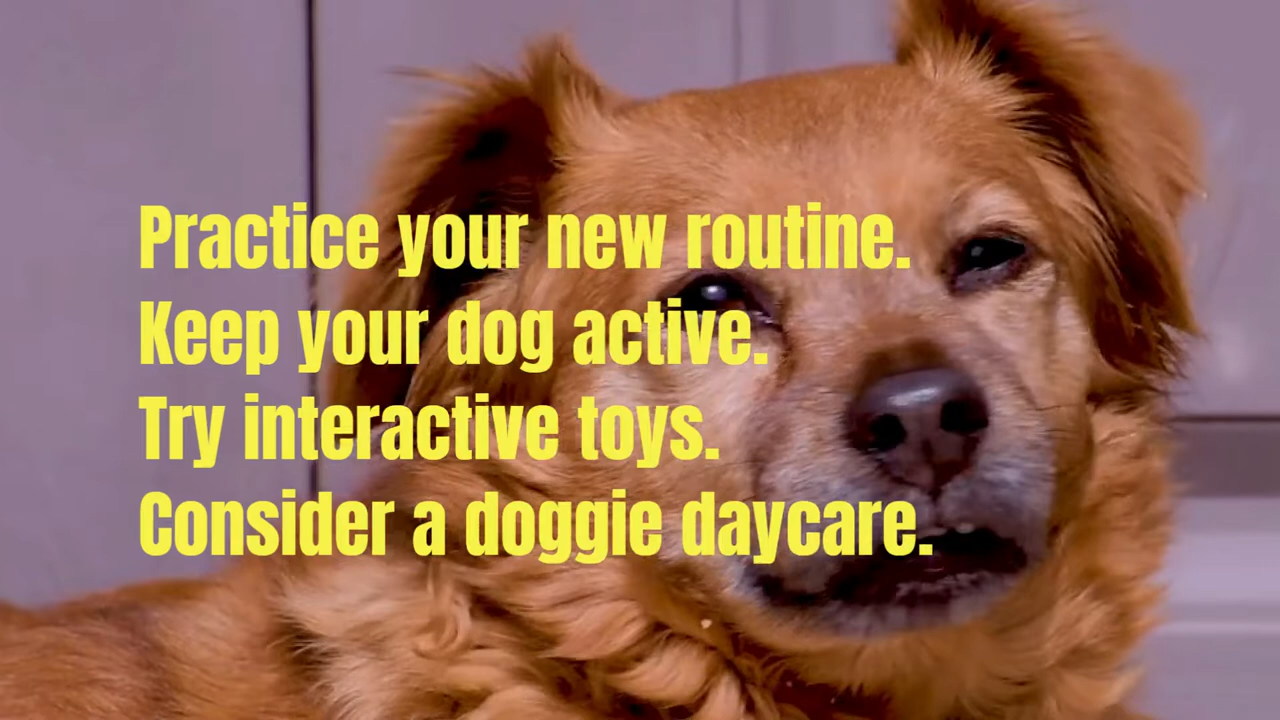 Practice your new routine.
Keep your dog active.
Try interactive toys.
Consider a doggie daycare.